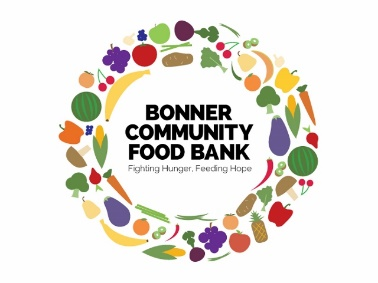 BONNER
COMMUNITY
FOOD BANK
Fighting Hunger, Feeding Hope